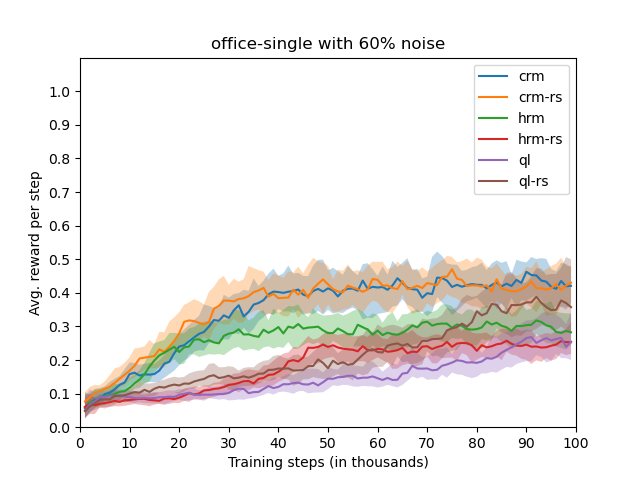 office-single with 60% noise
crm
crm-rs
hrm
hrm-rs
ql
ql-rs
Avg. reward per step
1.0
0.9
0.8
0.7
0.6
0.5
0.4
0.3
0.2
0.1
0.0
0 10 20 30 40 50 60 70 80 90 100
Training steps (in thousands)